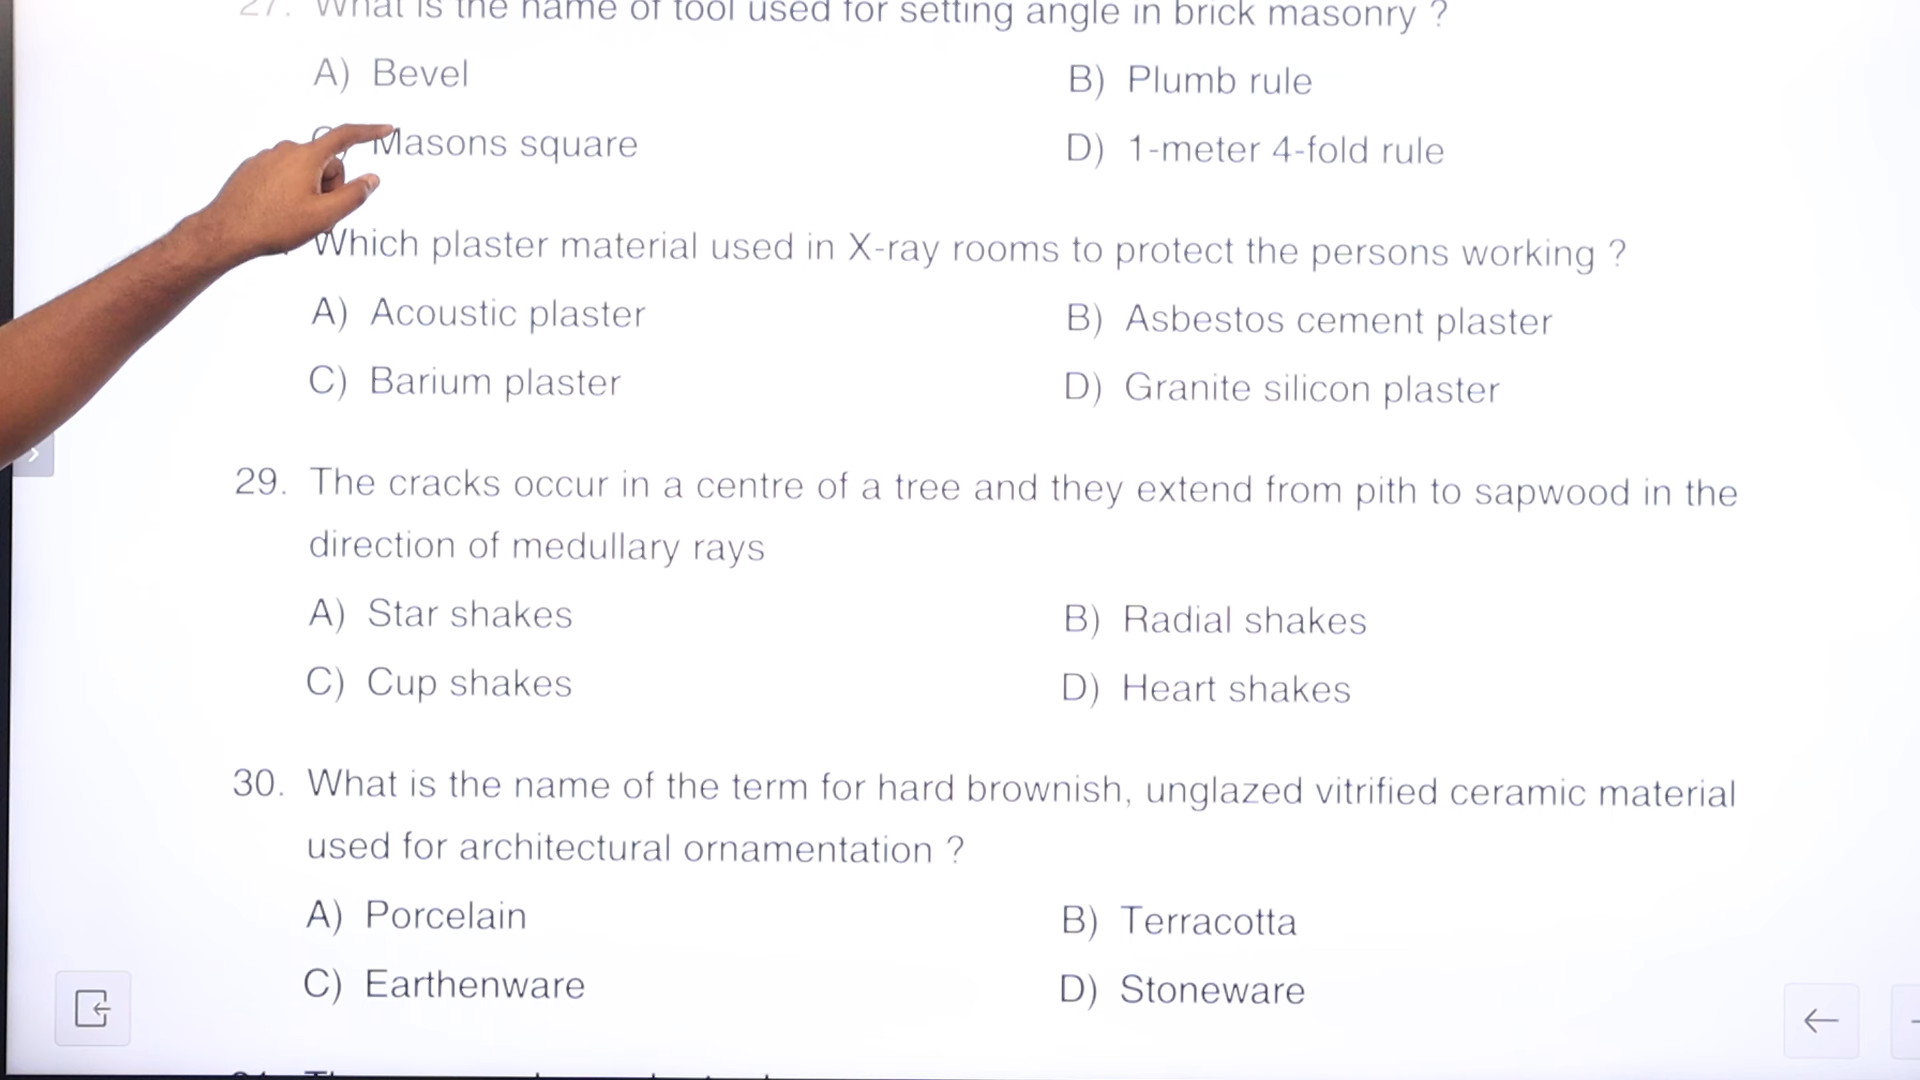 27. What is the name of tool used for setting angle in brick masonry ?
A) Bevel
B) Plumb rule
Masons square
D) 1-meter 4-fold rule
Which plaster material used in X-ray rooms to protect the persons working ?
A) Acoustic plaster
B) Asbestos cement plaster
C) Barium plaster
D) Granite silicon plaster
29. The cracks occur in a centre of a tree and they extend from pith to sapwood in the
direction of medullary rays
A) Star shakes
B) Radial shakes
C) Cup shakes
D) Heart shakes
30. What is the name of the term for hard brownish, unglazed vitrified ceramic material
used for architectural ornamentation ?
A) Porcelain
B) Terracotta
C) Earthenware
D) Stoneware